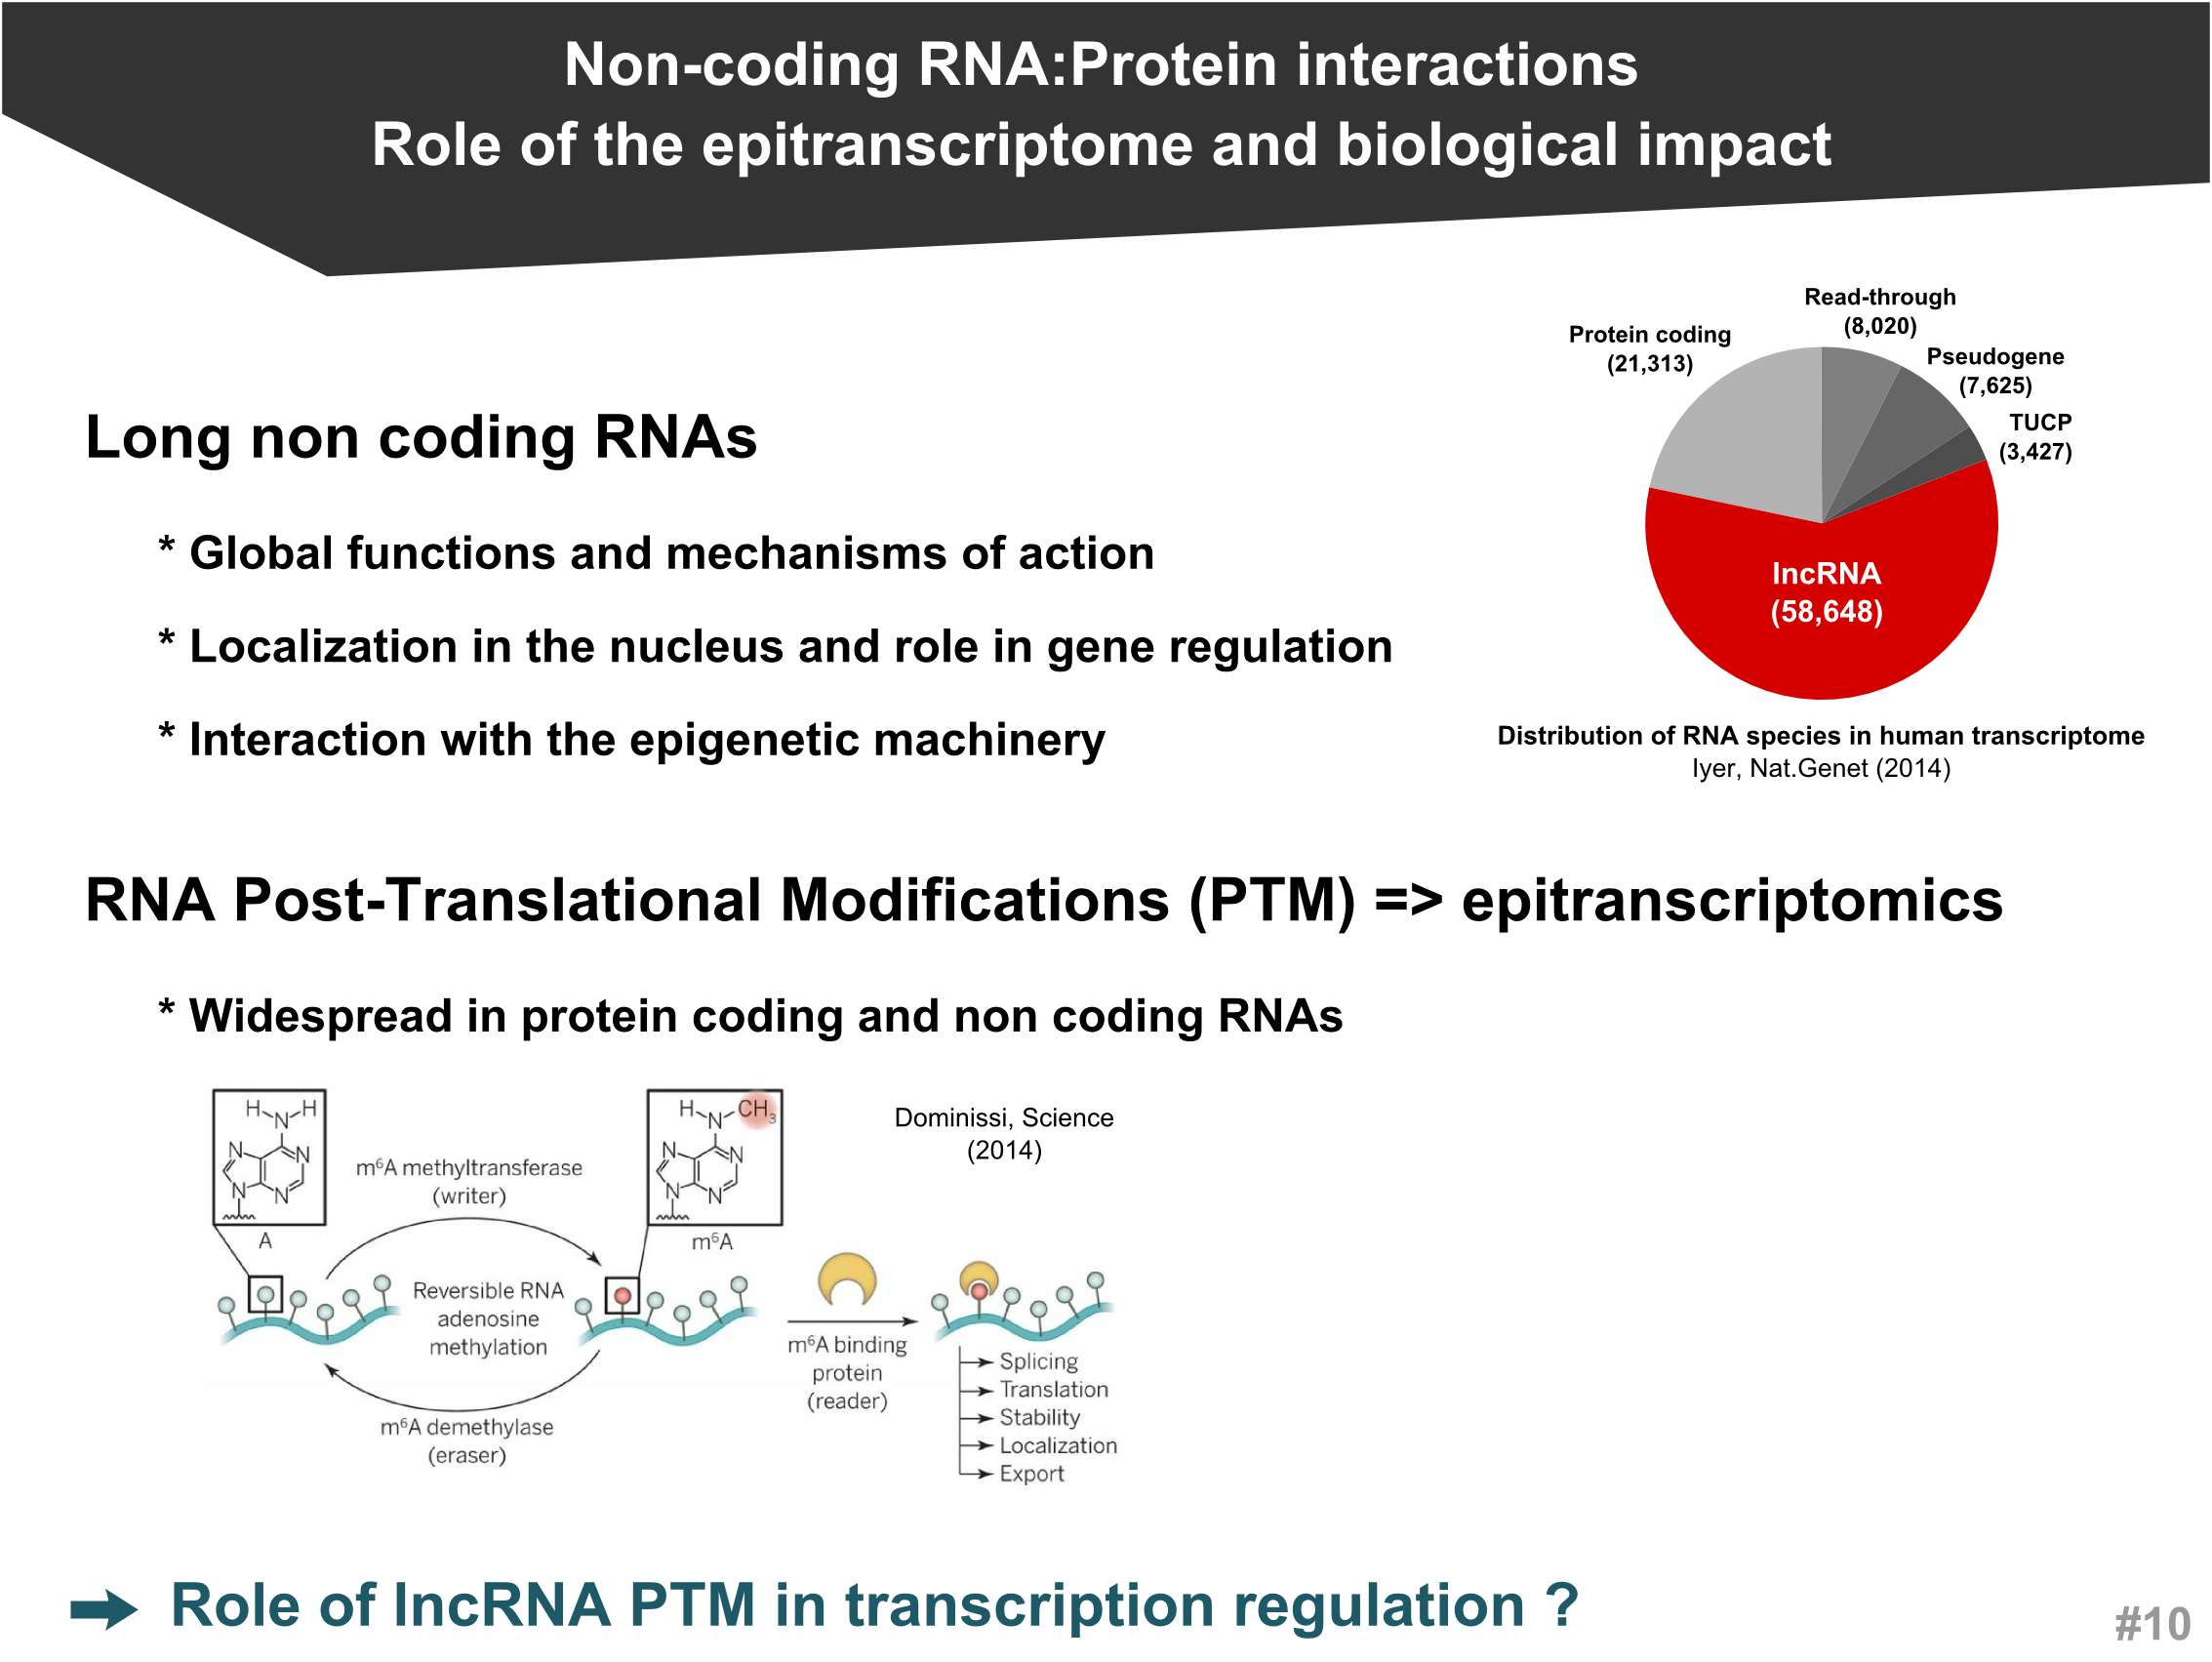 Non-coding RNA:Protein interactions
Role of the epitranscriptome and biological impact
Read-through
(8,020)
Protein coding
(21,313)
Pseudogene
(7,625)
TUCP
(3,427)
lncRNA
(58,648)
Distribution of RNA species in human transcriptome
Iyer, Nat.Genet (2014)
Long non coding RNAs
* Global functions and mechanisms of action
* Localization in the nucleus and role in gene regulation
* Interaction with the epigenetic machinery
RNA Post-Translational Modifications (PTM) => epitranscriptomics
* Widespread in protein coding and non coding RNAs
H N H
N N
N N
A
m⁶A methyltransferase
(writer)
H N CH₃
N N
N N
m⁶A
Dominissi, Science
(2014)
Reversible RNA
adenosine
methylation
m⁶A demethylase
(eraser)
m⁶A binding
protein
(reader)
Splicing
Translation
Stability
Localization
Export
Role of lncRNA PTM in transcription regulation ?
#10